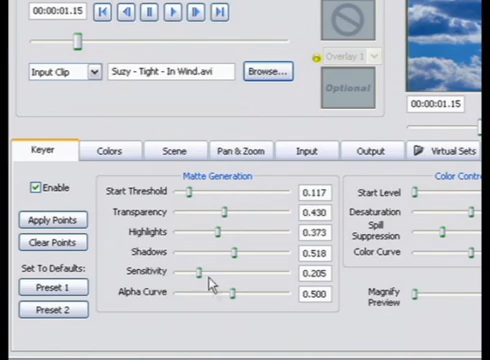 00:00:01.15
Overlay 1
Input Clip
Suzy - Tight - In Wind.avi
Browse...
Optional
00:00:01.15
Keyer
Colors
Scene
Pan & Zoom
Input
Output
Virtual Sets
Enable
Matte Generation
Color Contr
Start Threshold
0.117
Start Level
Apply Points
Transparency
0.430
Desaturation
Highlights
0.373
Spill
Suppression
Clear Points
Shadows
0.518
Color Curve
Set To Defaults:
Sensitivity
0.205
Preset 1
Alpha Curve
0.500
Magnify
Preview
Preset 2